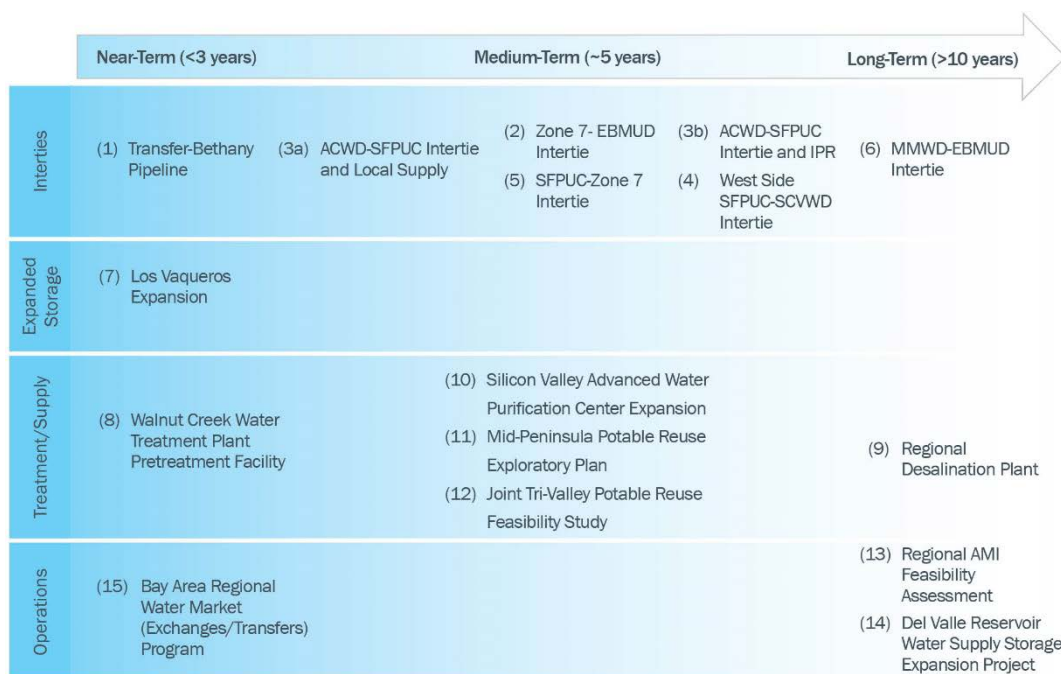 Near-Term (<3 years)
Medium-Term (~5 years)
Long-Term (>10 years)
Interties
(1) Transfer-Bethany
Pipeline
(3a) ACWD-SFPUC Intertie
and Local Supply
(2) Zone 7- EBMUD
Intertie
(5) SFPUC-Zone 7
Intertie
(3b) ACWD-SFPUC
Intertie and IPR
(4) West Side
SFPUC-SCVWD
Intertie
(6) MMWD-EBMUD
Intertie
Expanded
Storage
(7) Los Vaqueros
Expansion
Treatment/Supply
(8) Walnut Creek Water
Treatment Plant
Pretreatment Facility
(10) Silicon Valley Advanced Water
Purification Center Expansion
(11) Mid-Peninsula Potable Reuse
Exploratory Plan
(12) Joint Tri-Valley Potable Reuse
Feasibility Study
(9) Regional
Desalination Plant
Operations
(15) Bay Area Regional
Water Market
(Exchanges/Transfers)
Program
(13) Regional AMI
Feasibility
Assessment
(14) Del Valle Reservoir
Water Supply Storage
Expansion Project